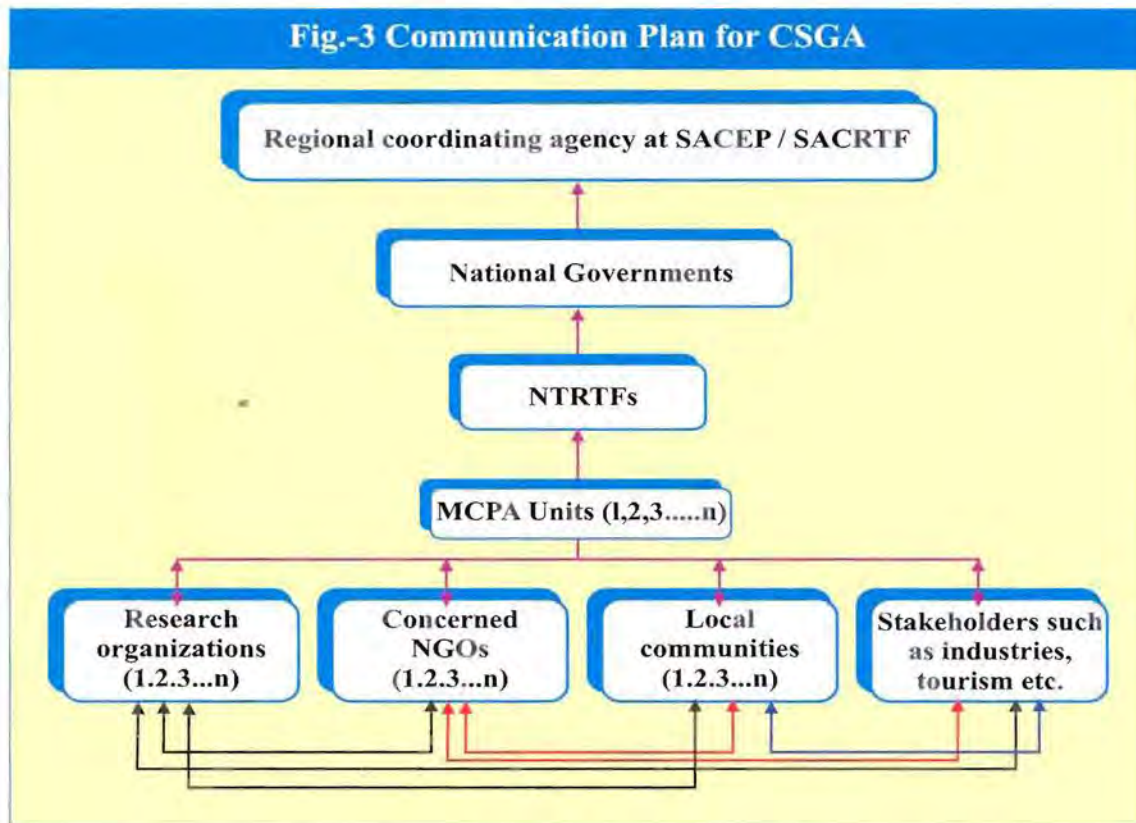 Fig.-3 Communication Plan for CSGA
Regional coordinating agency at SACEP / SACRTF
National Governments
NTRTFs
MCPA Units (l,2,3.....n)
Research
organizations
(1.2.3...n)
Concerned
NGOs
(1.2.3...n)
Local
communities
(1.2.3...n)
Stakeholders such
as industries,
tourism etc.